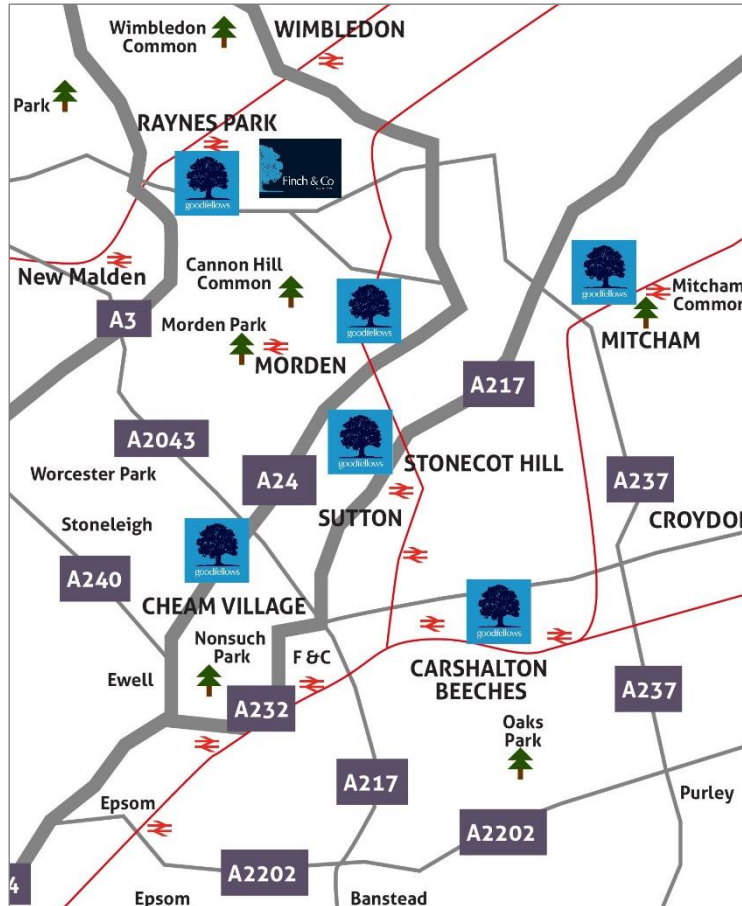 Wimbledon
Common
WIMBLEDON
Park
RAYNES PARK
goodfellows
Finch & Co
New Malden
Cannon Hill
Common
goodfellows
Mitcham
Common
goodfellows
A3
Morden Park
MORDEN
MITCHAM
A217
A2043
goodfellows
Worcester Park
A24
STONECOT HILL
A237
SUTTON
CROYDON
Stoneleigh
goodfellows
A240
CHEAM VILLAGE
goodfellows
Nonsuch
Park
F & C
Ewell
CARSHALTON
BEECHES
A232
A237
Oaks
Park
A217
Purley
Epsom
A2202
A2202
4
Epsom
Banstead